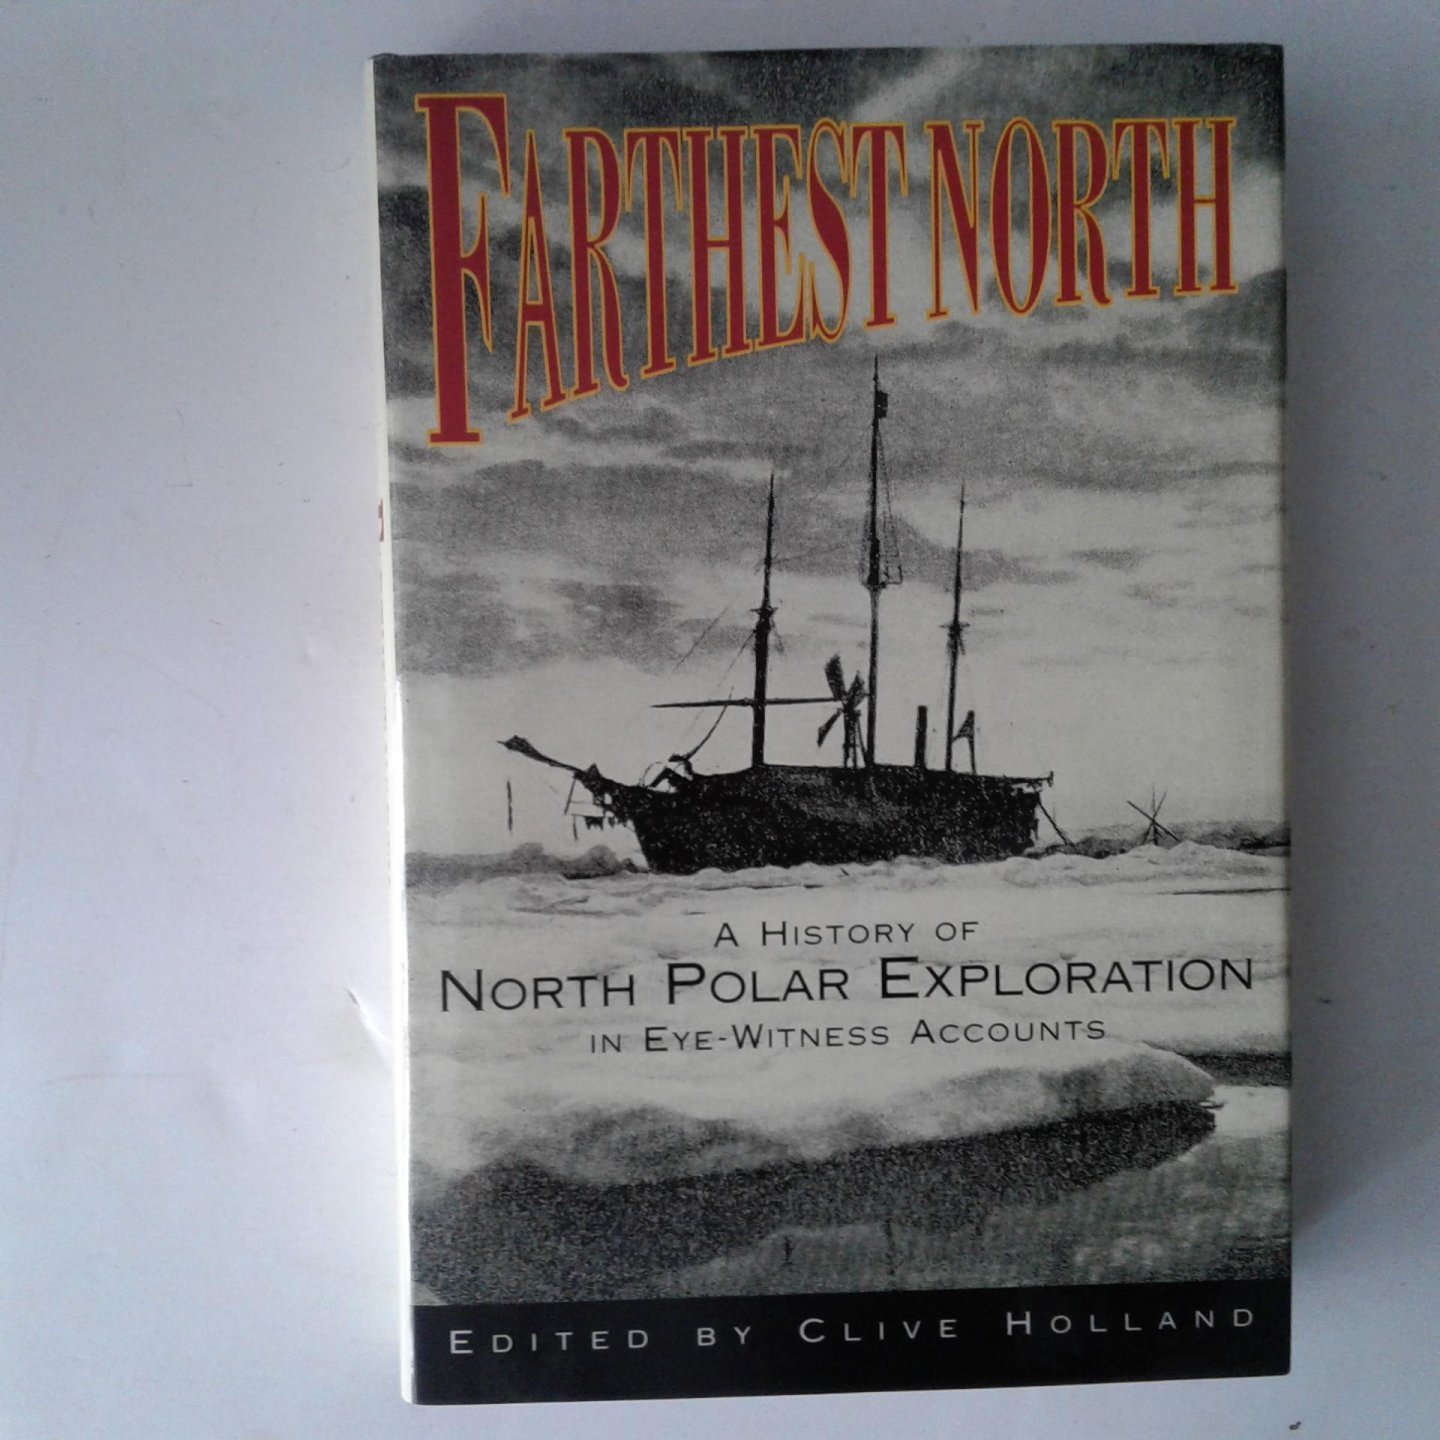 FARTHEST NORTH
A HISTORY OF
NORTH POLAR EXPLORATION
IN EYE-WITNESS ACCOUNTS
EDITED BY CLIVE HOLLAND